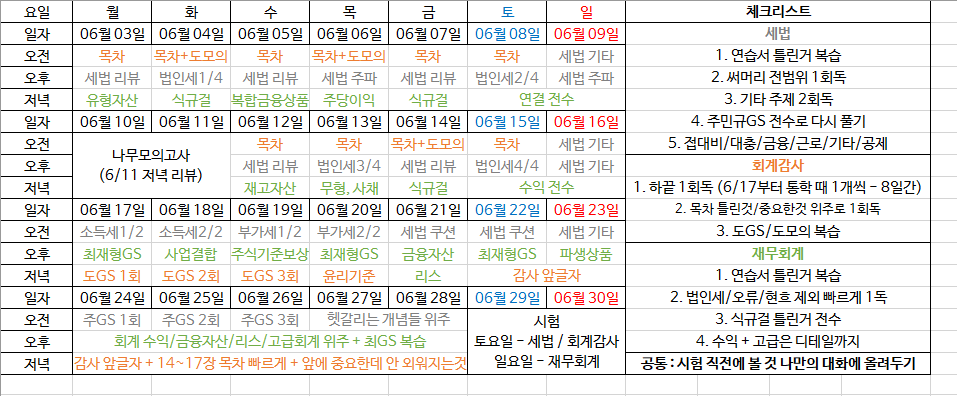 요일 월 화 수 목 금 토 일 체크리스트
일자 06월 03일 06월 04일 06월 05일 06월 06일 06월 07일 06월 08일 06월 09일 세법
오전 목차 목차+도모의 목차 목차+도모의 목차 목차 세법 기타 1. 연습서 틀린거 복습
오후 세법 리뷰 법인세1/4 세법 리뷰 세법 주파 세법 리뷰 법인세2/4 세법 주파 2. 써머리 전범위 1회독
저녁 유형자산 식규걸 복합금융상품 주당이익 식규걸 연결 전수 3. 기타 주제 2회독
일자 06월 10일 06월 11일 06월 12일 06월 13일 06월 14일 06월 15일 06월 16일 4. 주민규GS 전수로 다시 풀기
오전 나무모의고사 목차 목차 목차+도모의 목차 세법 기타 5. 절대비/대충/금융/근로/기타/공제
오후 (6/11 저녁 리뷰) 세법 리뷰 법인세3/4 세법 리뷰 법인세4/4 세법 기타 회계감사
저녁 재고자산 무형, 사채 식규걸 수익 전수 1. 하끝 1회독 (6/17부터 통학 때 1개씩 - 8일간)
일자 06월 17일 06월 18일 06월 19일 06월 20일 06월 21일 06월 22일 06월 23일 2. 목차 틀린것/중요한것 위주로 1회독
오전 소득세1/2 소득세2/2 부가세1/2 부가세2/2 세법 쿠션 세법 쿠션 세법 기타 3. 도GS/도모의 복습
오후 최재형GS 사업결합 주식기준보상 최재형GS 금융자산 최재형GS 파생상품 재무회계
저녁 도GS 1회 도GS 2회 도GS 3회 윤리기준 리스 감사 앞글자 1. 연습서 틀린거 복습
일자 06월 24일 06월 25일 06월 26일 06월 27일 06월 28일 06월 29일 06월 30일 2. 법인세/오류/현흐 제외 빠르게 1독
오전 주GS 1회 주GS 2회 주GS 3회 헷갈리는 개념들 위주 시험 3. 식규걸 틀린거 전수
오후 회계 수익/금융자산/리스/고급회계 위주 + 최GS 복습 토요일 - 세법 / 회계감사 4. 수익 + 고급은 디테일까지
저녁 감사 앞글자 + 14~17장 목차 빠르게 + 앞에 중요한데 안 외워지는것 일요일 - 재무회계 공통 : 시험 직전에 볼 것 나만의 대화에 올려두기